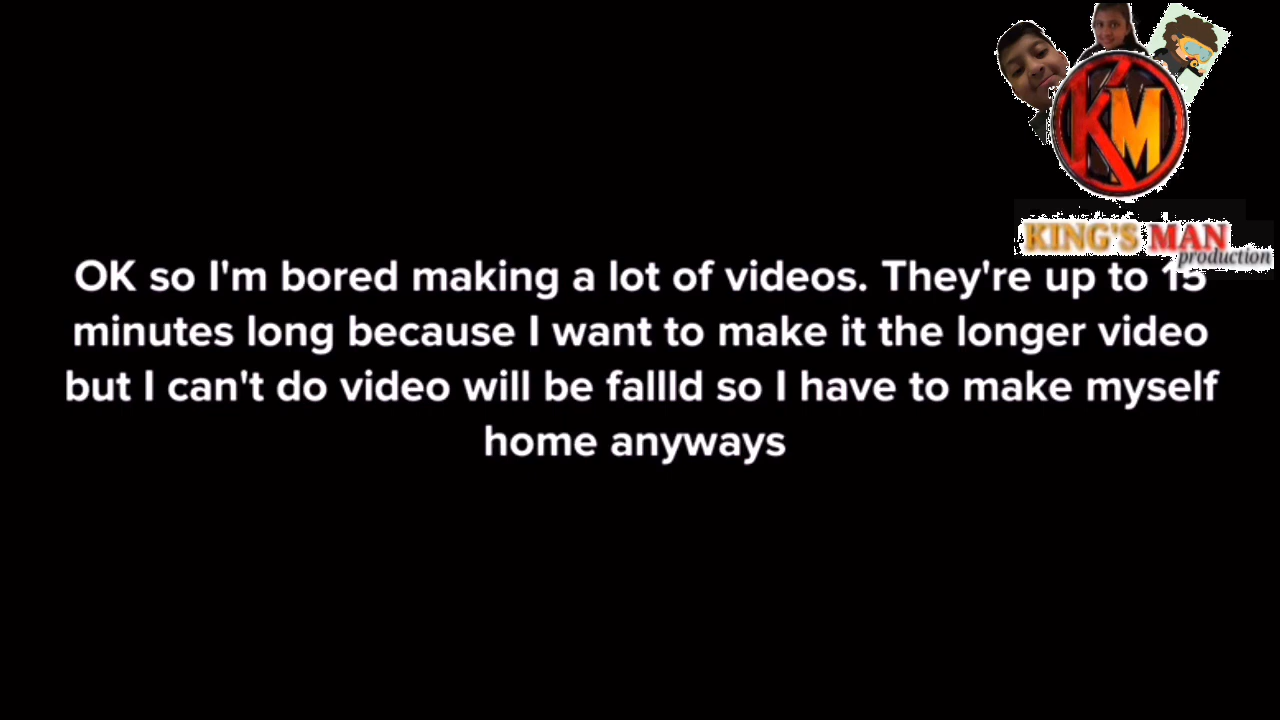 KM
KING'S MAN
production
OK so I'm bored making a lot of videos. They're up to 15
minutes long because I want to make it the longer video
but I can't do video will be fallld so I have to make myself
home anyways